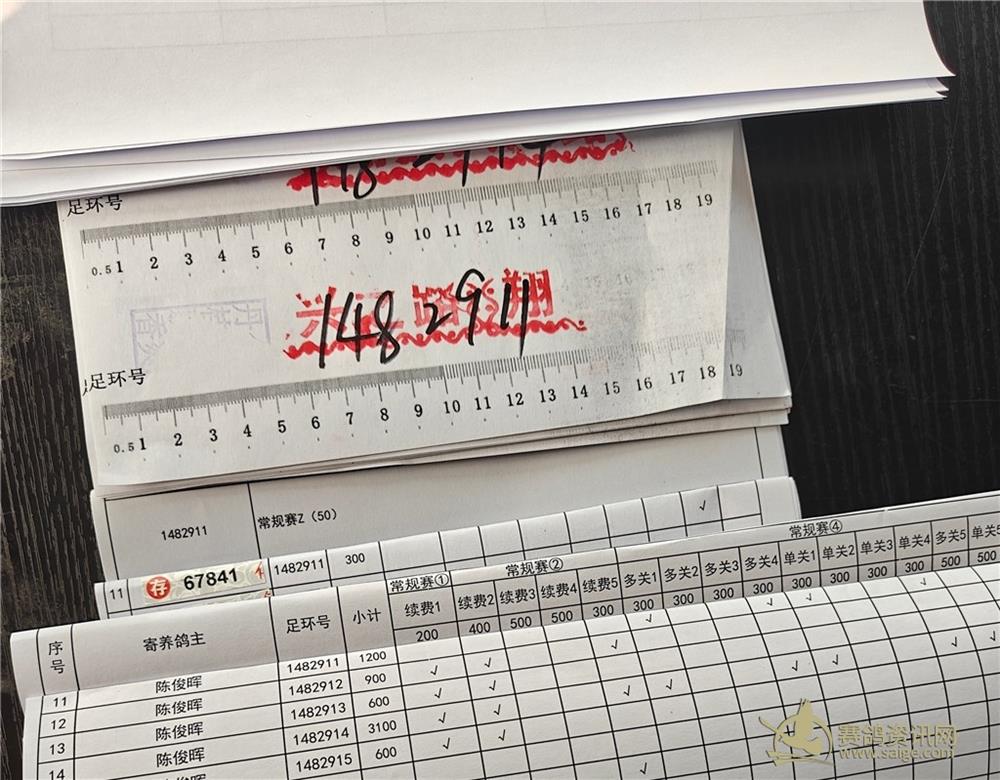 足环号
0.5 1 2 3 4 5 6 7 8 9 10 11 12 13 14 15 16 17 18 19
1482911
足环号
0.5 1 2 3 4 5 6 7 8 9 10 11 12 13 14 15 16 17 18 19
1482911 常规赛Z（50）
11 存 67841 1482911 300 √
常规赛① 常规赛② 常规赛④
序号 寄养鸽主 足环号 小计 续费1 续费2 续费3 续费4 续费5 多关1 多关2 多关3 多关4 单关1 单关2 单关3 单关4 多关5 单关5
200 400 500 500 300 300 300 300 300 300 300 300 300 500 500
11 陈俊晖 1482911 1200
12 陈俊晖 1482912 900
13 陈俊晖 1482913 600
14 陈俊晖 1482914 3100
1482915 600
赛鸽资讯网
www.saige.com